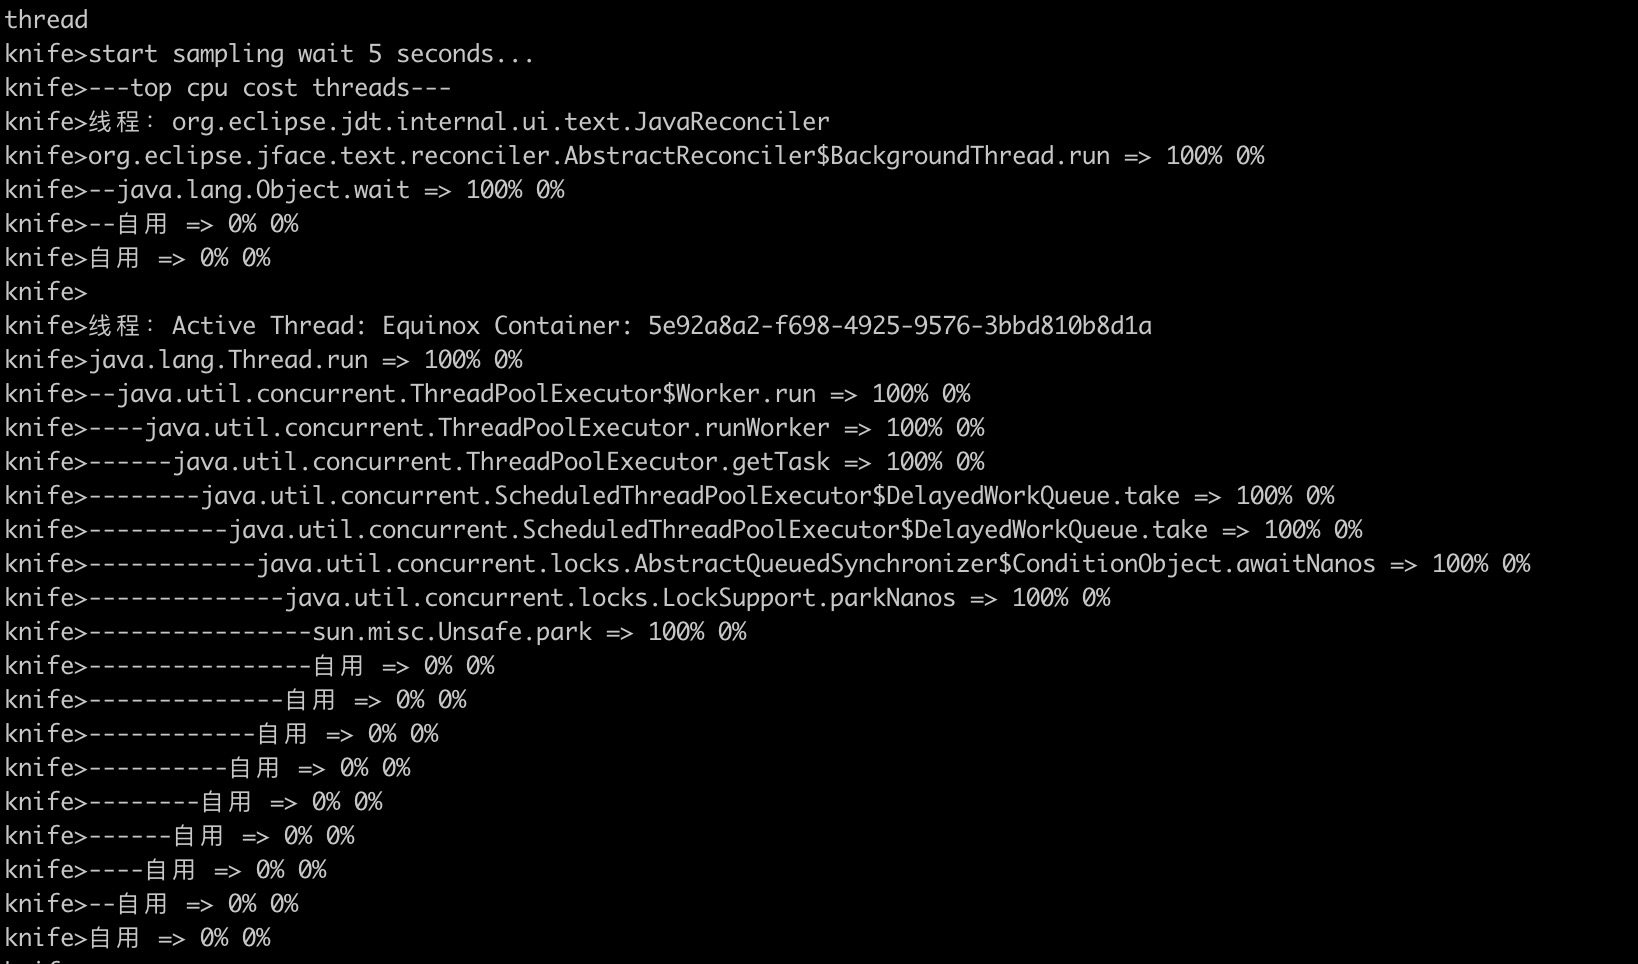 thread
knife>start sampling wait 5 seconds...
knife>---top cpu cost threads---
knife>线程：org.eclipse.jdt.internal.ui.text.JavaReconciler
knife>org.eclipse.jface.text.reconciler.AbstractReconciler$BackgroundThread.run => 100% 0%
knife>--java.lang.Object.wait => 100% 0%
knife>--自用 => 0% 0%
knife>自用 => 0% 0%
knife>
knife>线程：Active Thread: Equinox Container: 5e92a8a2-f698-4925-9576-3bbd810b8d1a
knife>java.lang.Thread.run => 100% 0%
knife>--java.util.concurrent.ThreadPoolExecutor$Worker.run => 100% 0%
knife>----java.util.concurrent.ThreadPoolExecutor.runWorker => 100% 0%
knife>------java.util.concurrent.ThreadPoolExecutor.getTask => 100% 0%
knife>--------java.util.concurrent.ScheduledThreadPoolExecutor$DelayedWorkQueue.take => 100% 0%
knife>----------java.util.concurrent.ScheduledThreadPoolExecutor$DelayedWorkQueue.take => 100% 0%
knife>------------java.util.concurrent.locks.AbstractQueuedSynchronizer$ConditionObject.awaitNanos => 100% 0%
knife>--------------java.util.concurrent.locks.LockSupport.parkNanos => 100% 0%
knife>----------------sun.misc.Unsafe.park => 100% 0%
knife>----------------自用 => 0% 0%
knife>--------------自用 => 0% 0%
knife>------------自用 => 0% 0%
knife>----------自用 => 0% 0%
knife>--------自用 => 0% 0%
knife>------自用 => 0% 0%
knife>----自用 => 0% 0%
knife>--自用 => 0% 0%
knife>自用 => 0% 0%